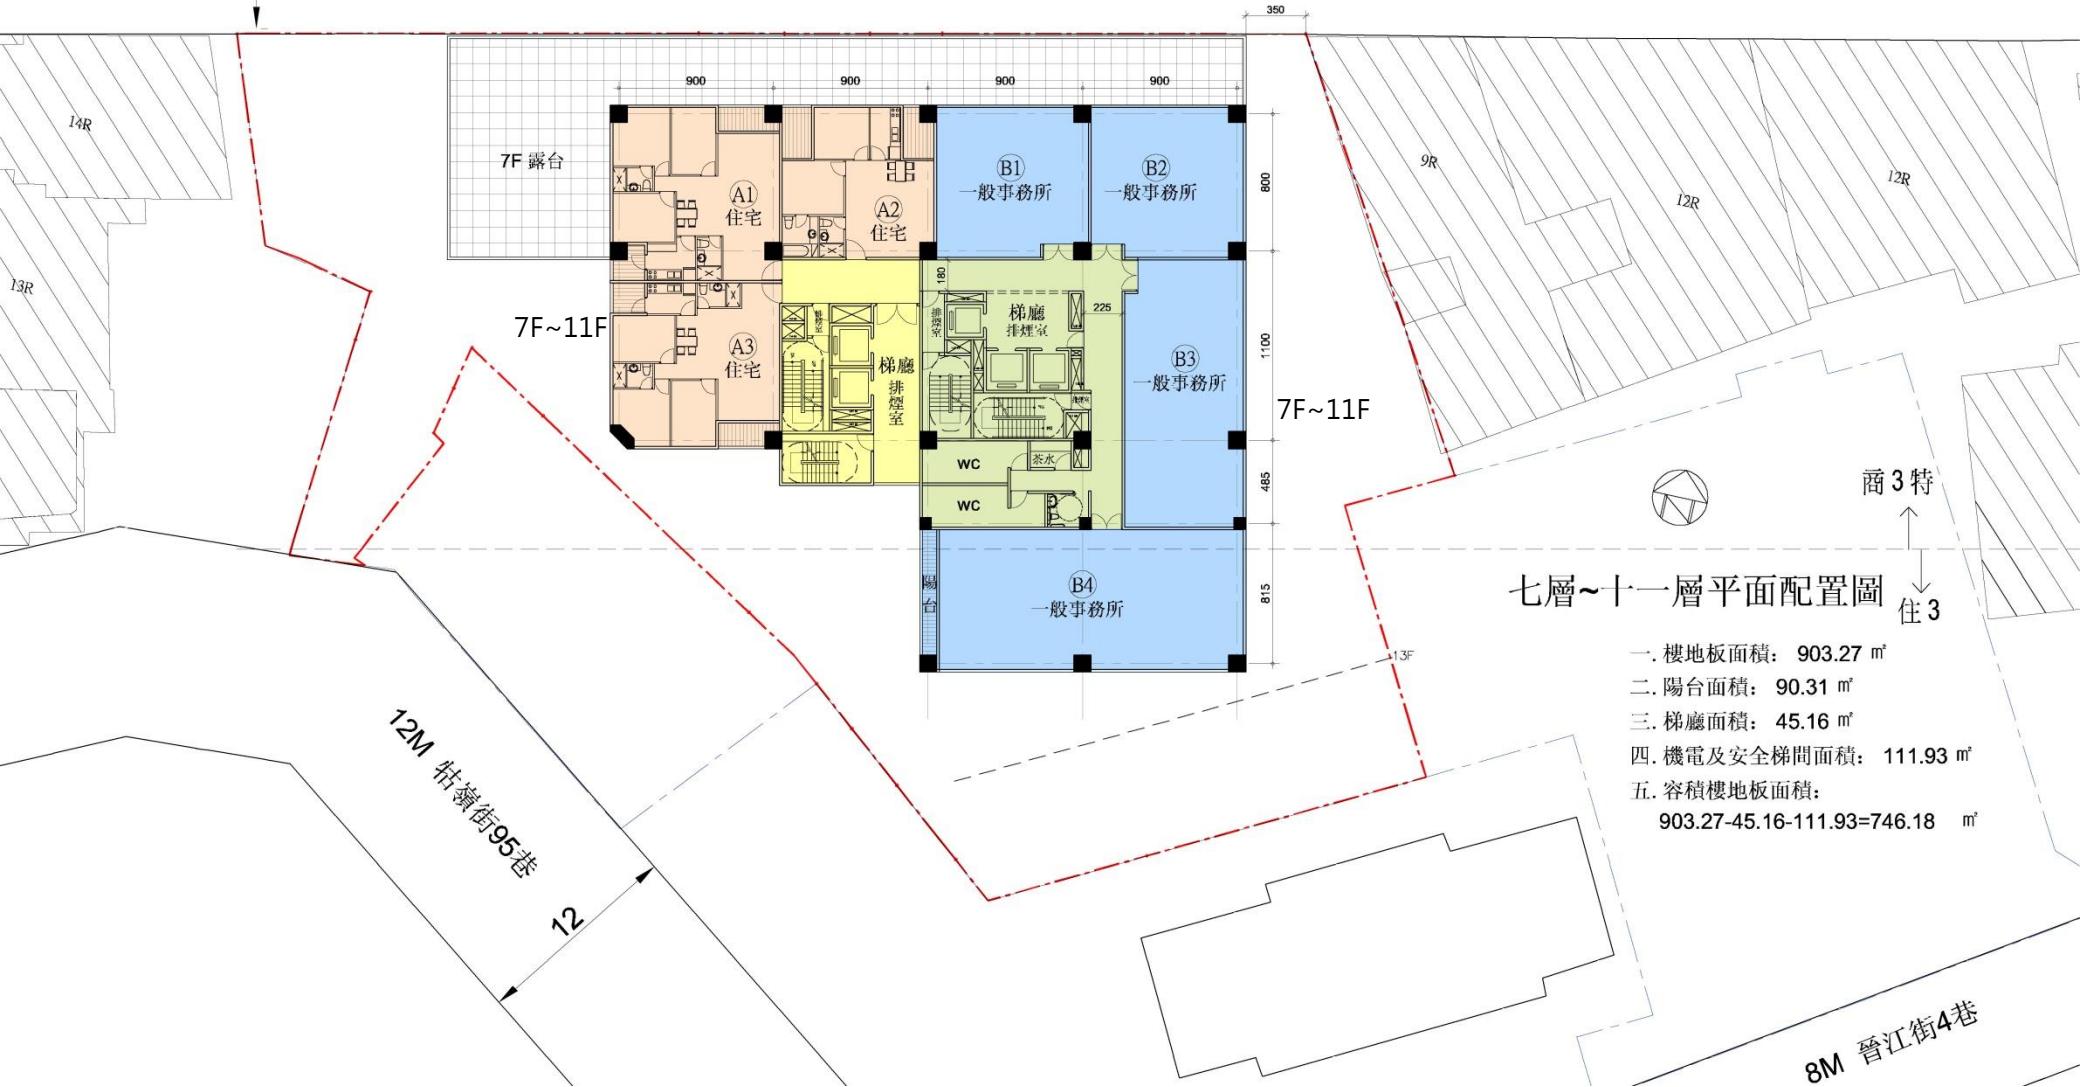 350
900
900
900
900
14R
13R
7F 露台
A1
住宅
A2
住宅
B1
一般事務所
B2
一般事務所
800
9R
12R
12R
180
225
7F~11F
A3
住宅
梯廳
排煙室
排煙室
梯廳
排煙室
B3
一般事務所
1100
7F~11F
WC
茶水
WC
485
陽台
B4
一般事務所
815
商3特
住3
七層~十一層平面配置圖
一. 樓地板面積： 903.27 ㎡
二. 陽台面積： 90.31 ㎡
三. 梯廳面積： 45.16 ㎡
四. 機電及安全梯間面積： 111.93 ㎡
五. 容積樓地板面積：
903.27-45.16-111.93=746.18 ㎡
13F
12M 牯嶺街95巷
12
8M 晉江街4巷